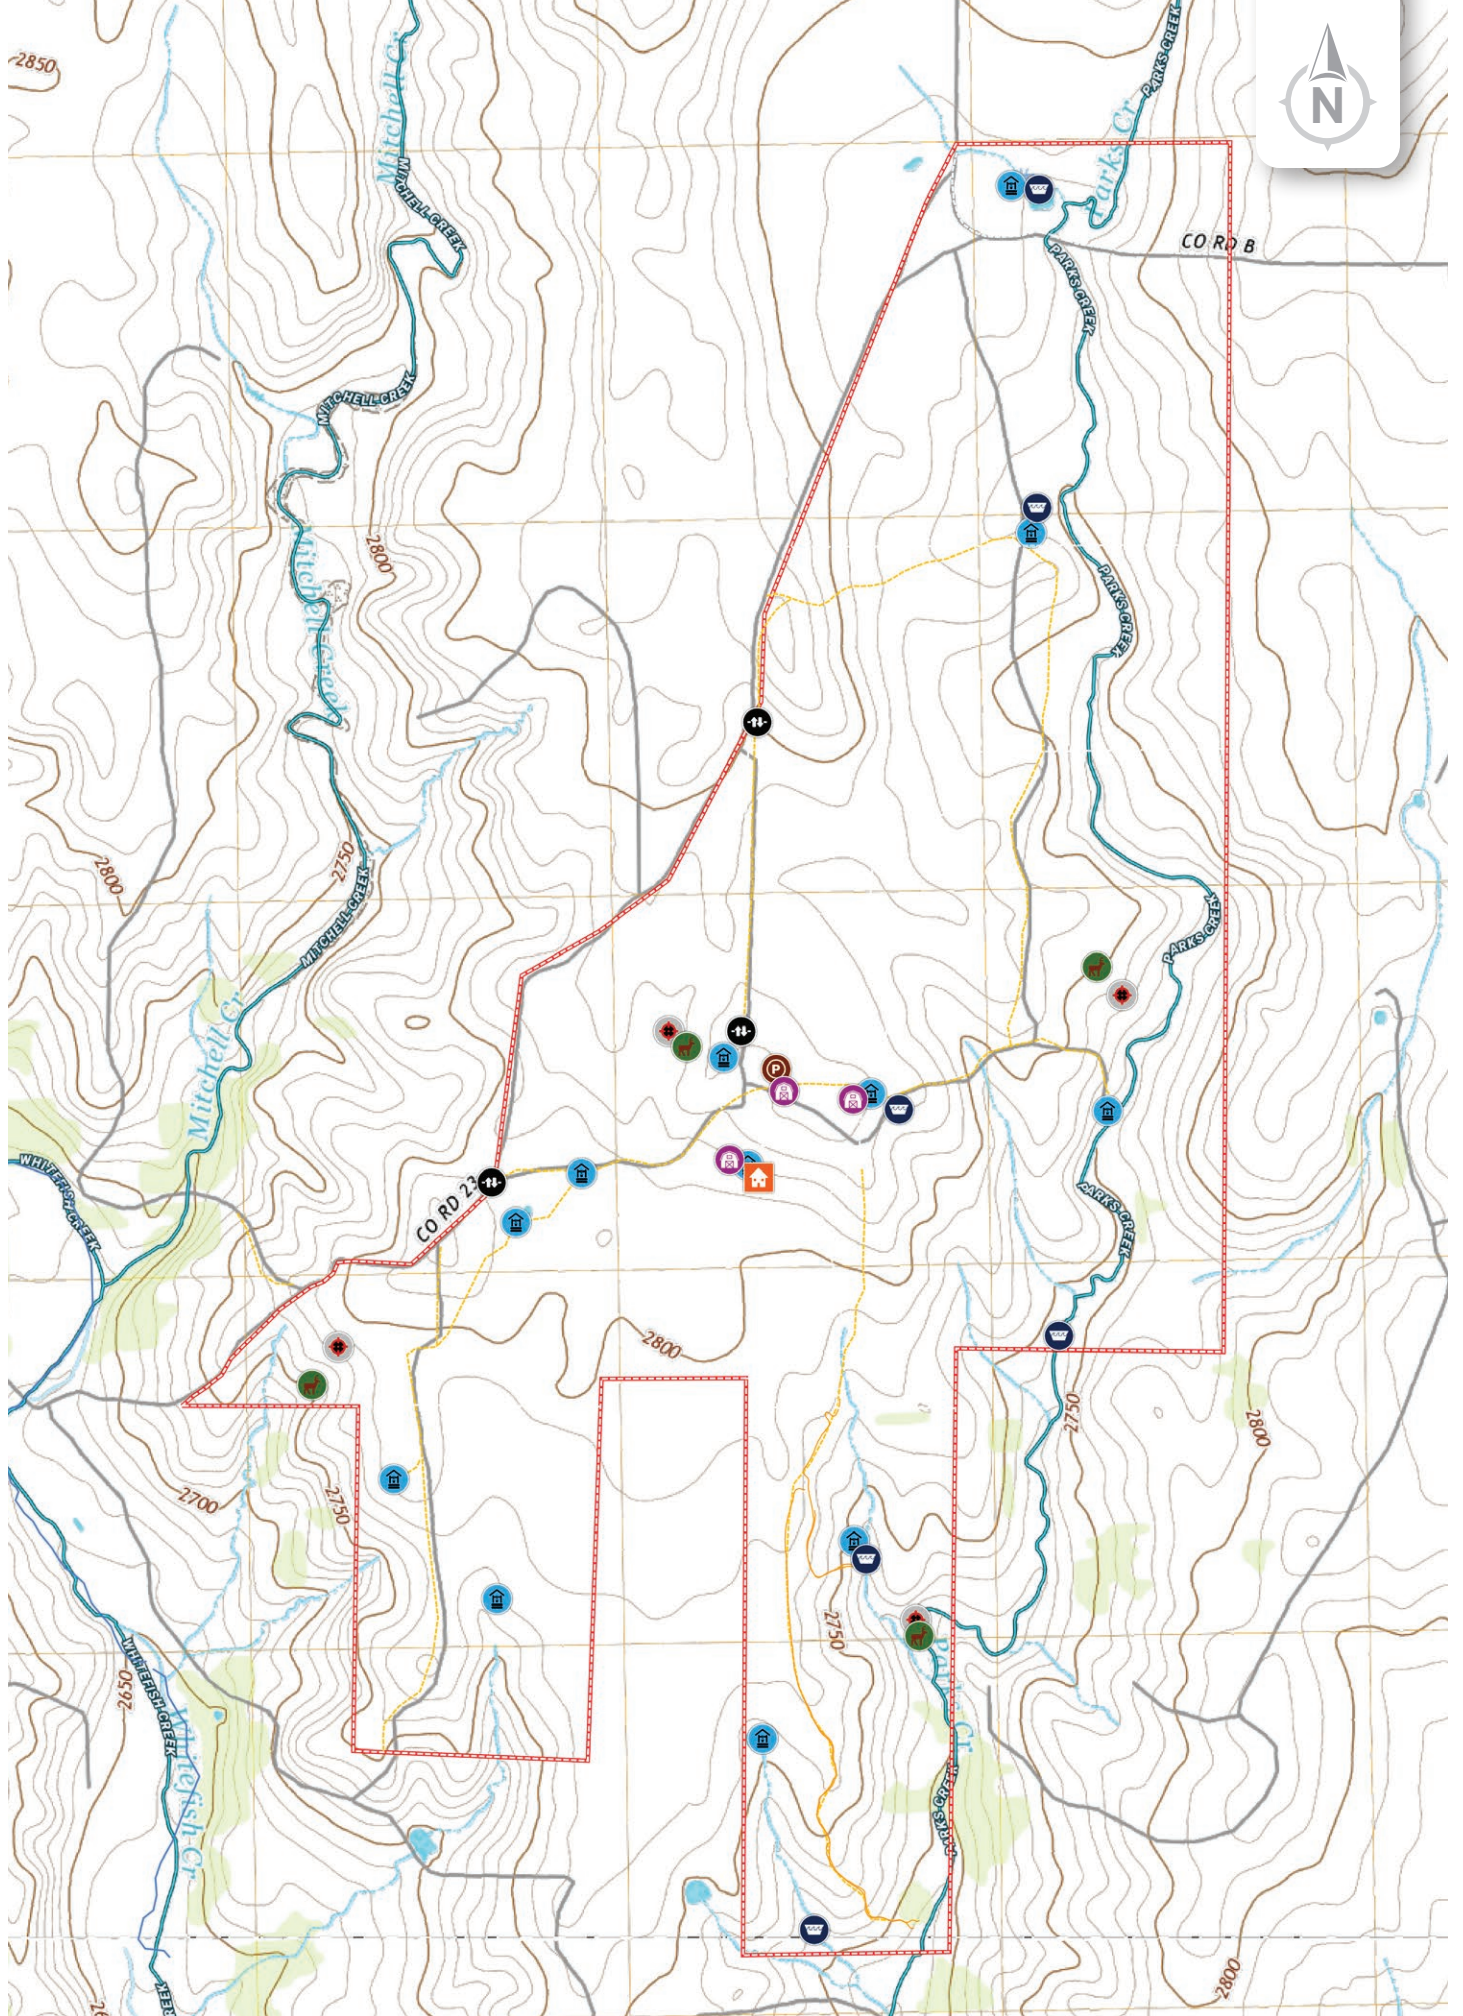 2850
Mitchell Cr
MITCHELL CREEK
PARKS CREEK
Parks Cr
N
CO RD B
PARKS CREEK
MITCHELL CREEK
2800
Mitchell Creek
PARKS CREEK
2800
2750
MITCHELL CREEK
PARKS CREEK
Mitchell Cr
P
WHITEFISH CREEK
CO RD 23
PARKS CREEK
2800
2750
2800
2700
2750
2750
2650
WHITEFISH CREEK
Whitefish Cr
Parks Cr
PARKS CREEK
2800
CREEK